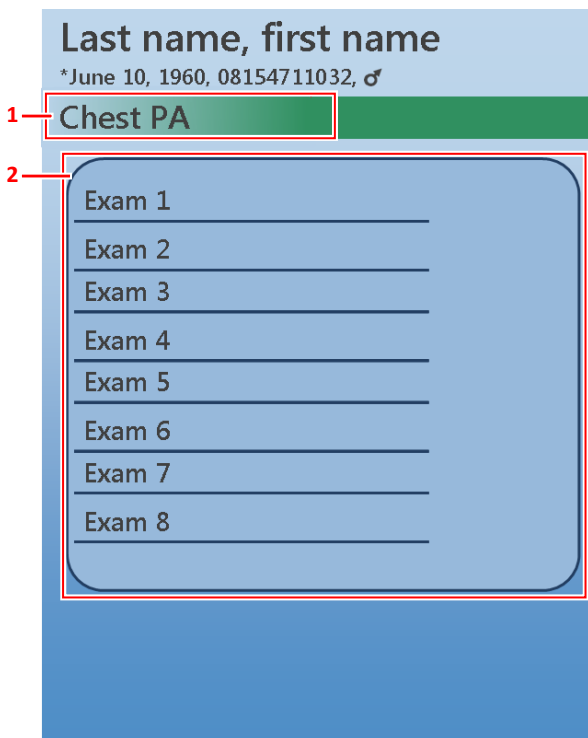 Last name, first name
*June 10, 1960, 08154711032, ♂
1
Chest PA
2
Exam 1
Exam 2
Exam 3
Exam 4
Exam 5
Exam 6
Exam 7
Exam 8